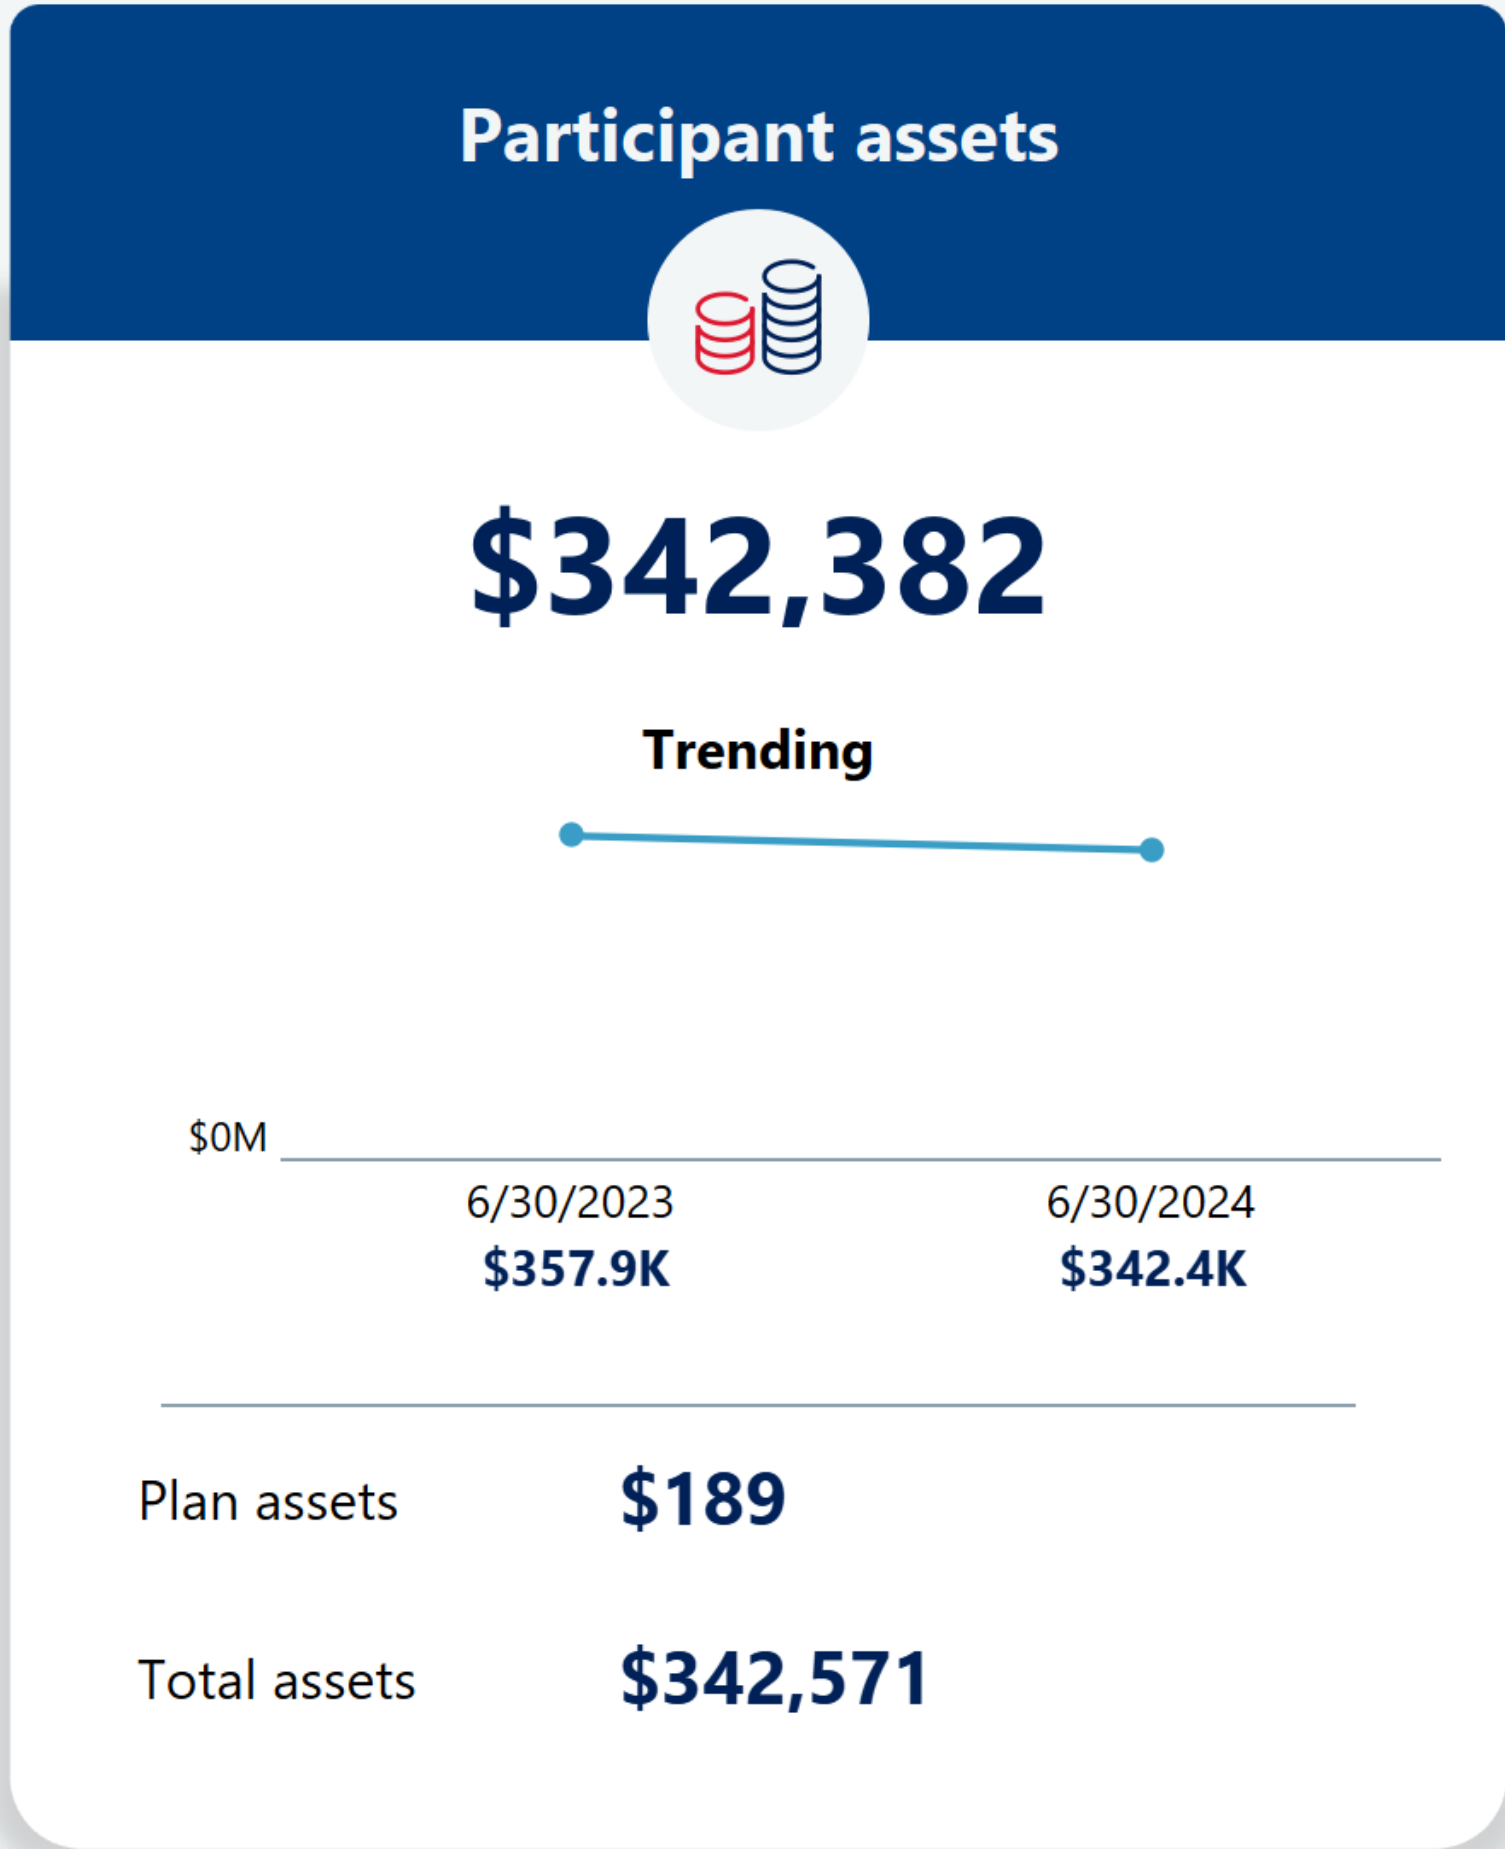 Participant assets
$342,382
Trending
$0M
6/30/2023 6/30/2024
$357.9K $342.4K
Plan assets $189
Total assets $342,571